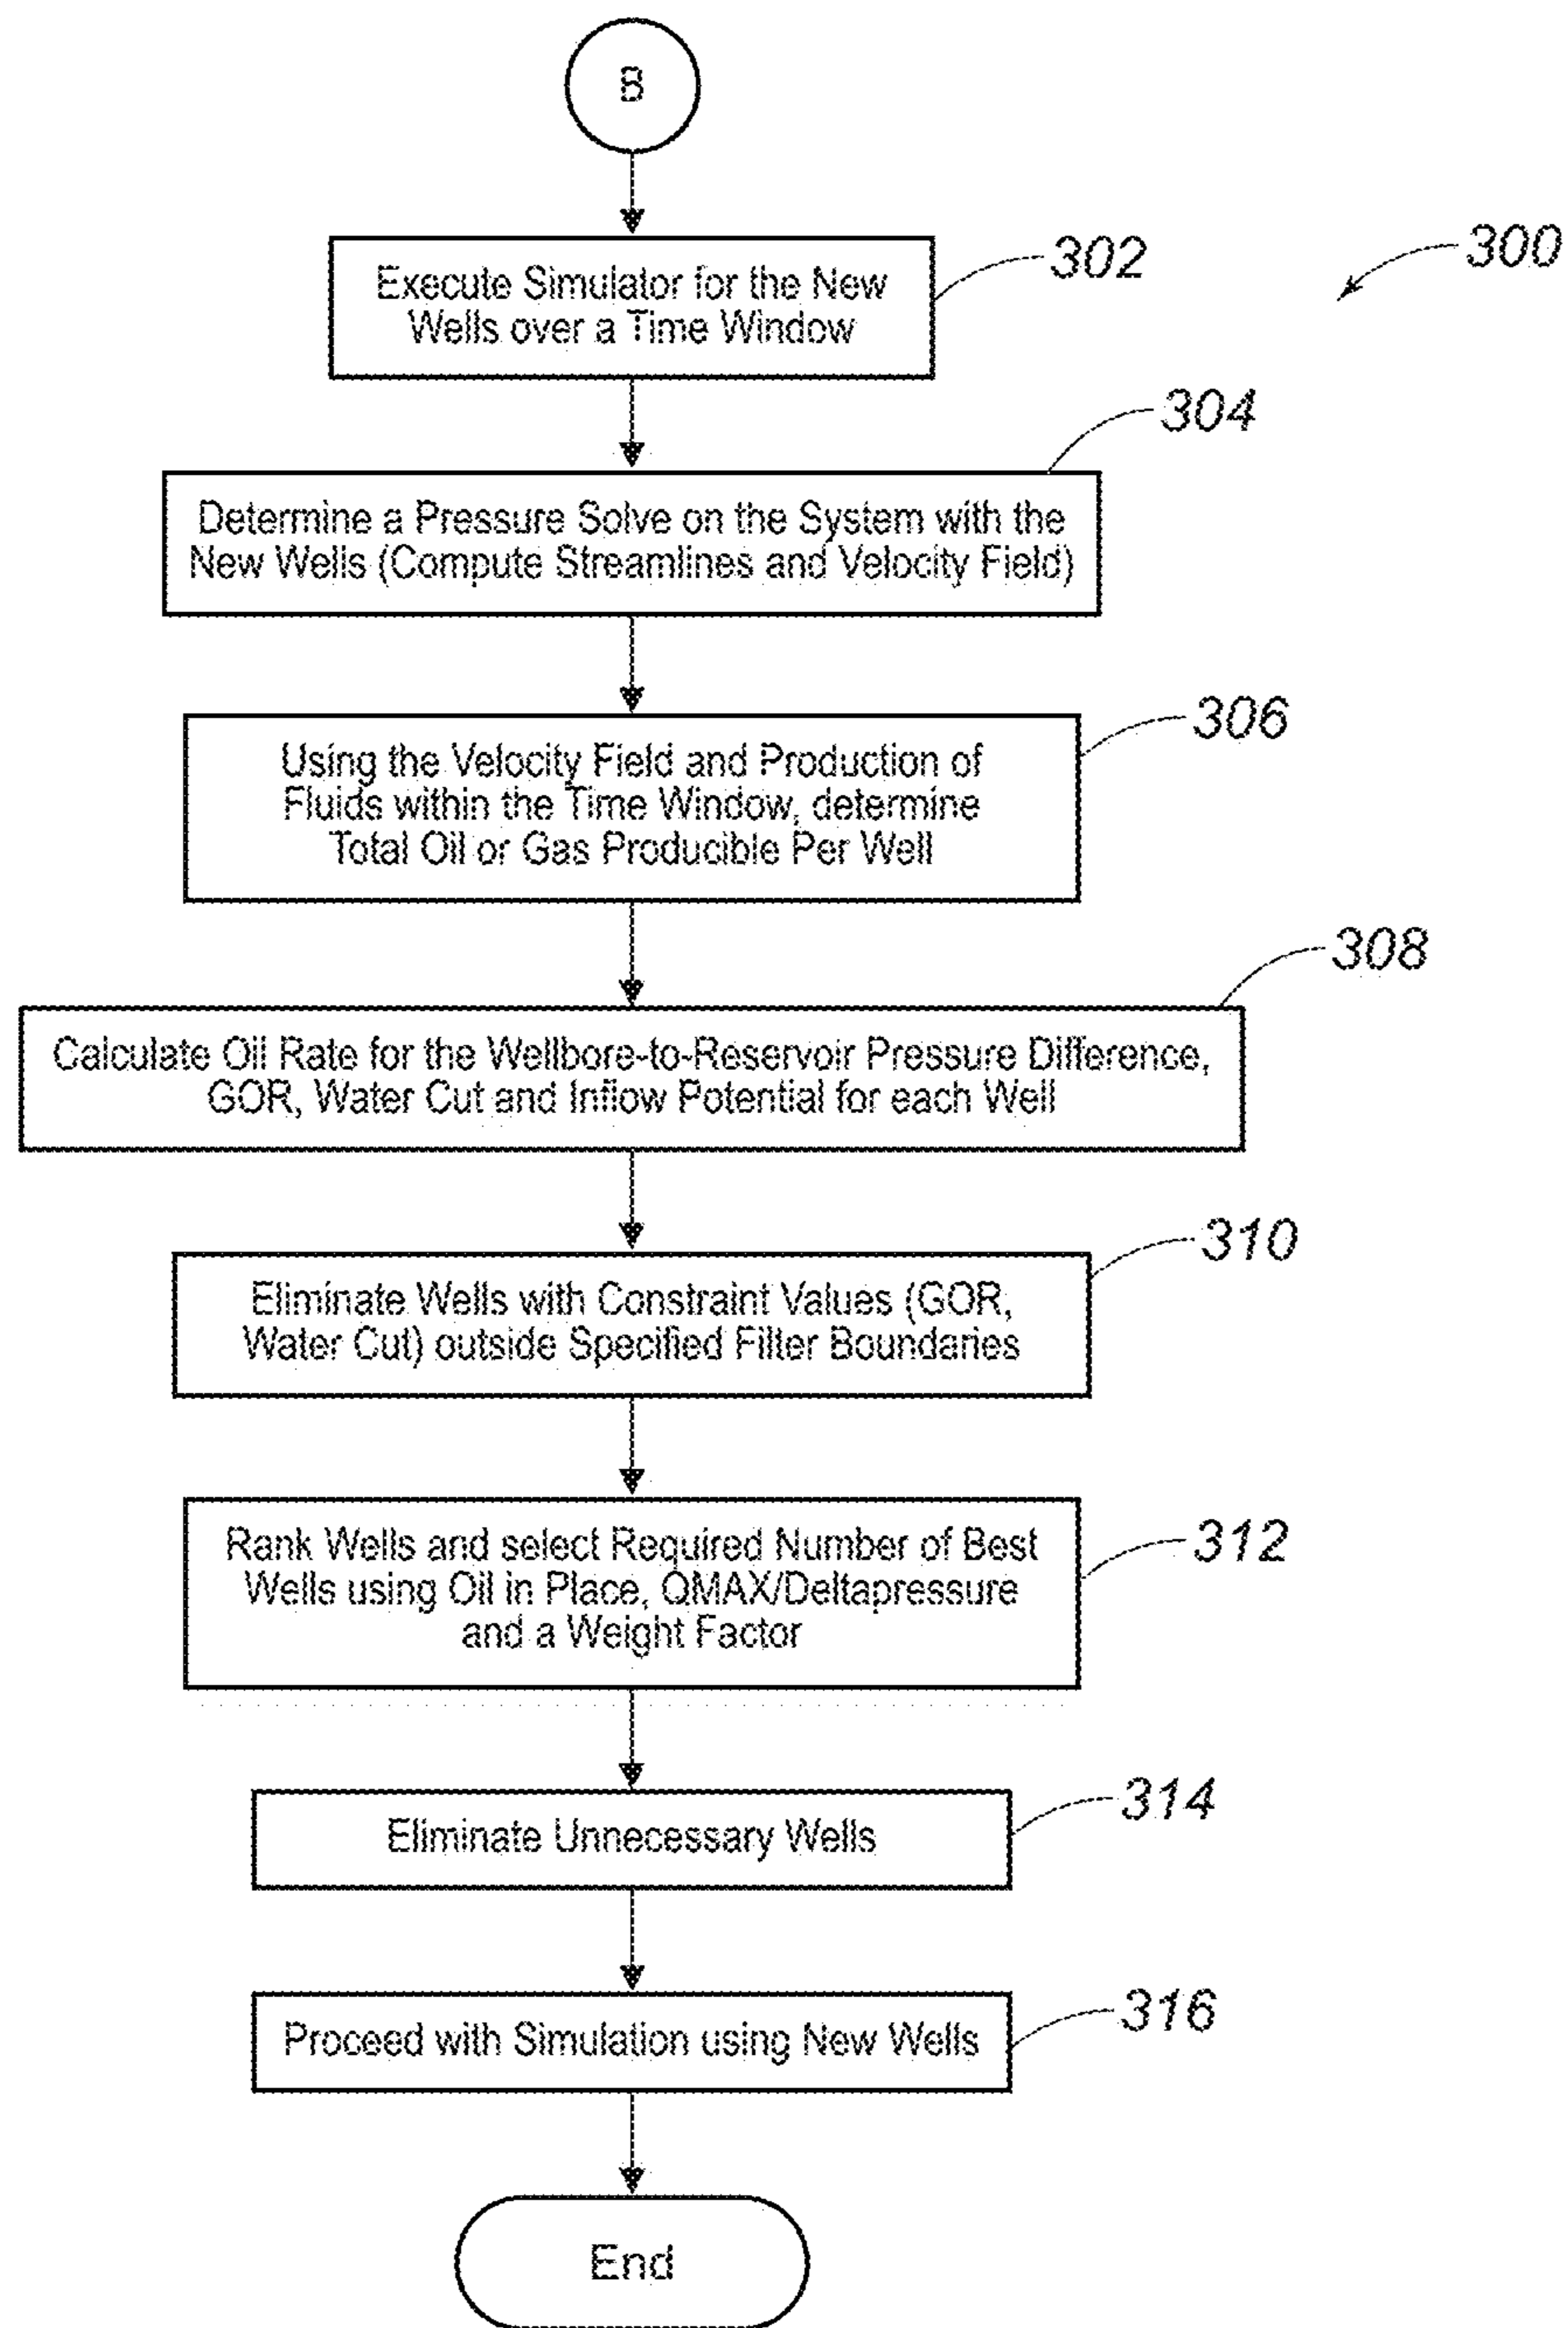 B
300
302
Execute Simulator for the New
Wells over a Time Window
304
Determine a Pressure Solve on the System with the
New Wells (Compute Streamlines and Velocity Field)
306
Using the Velocity Field and Production of
Fluids within the Time Window, determine
Total Oil or Gas Producible Per Well
308
Calculate Oil Rate for the Wellbore-to-Reservoir Pressure Difference,
GOR, Water Cut and Inflow Potential for each Well
310
Eliminate Wells with Constraint Values (GOR,
Water Cut) outside Specified Filter Boundaries
312
Rank Wells and select Required Number of Best
Wells using Oil in Place, QMAX/Deltapressure
and a Weight Factor
314
Eliminate Unnecessary Wells
316
Proceed with Simulation using New Wells
End